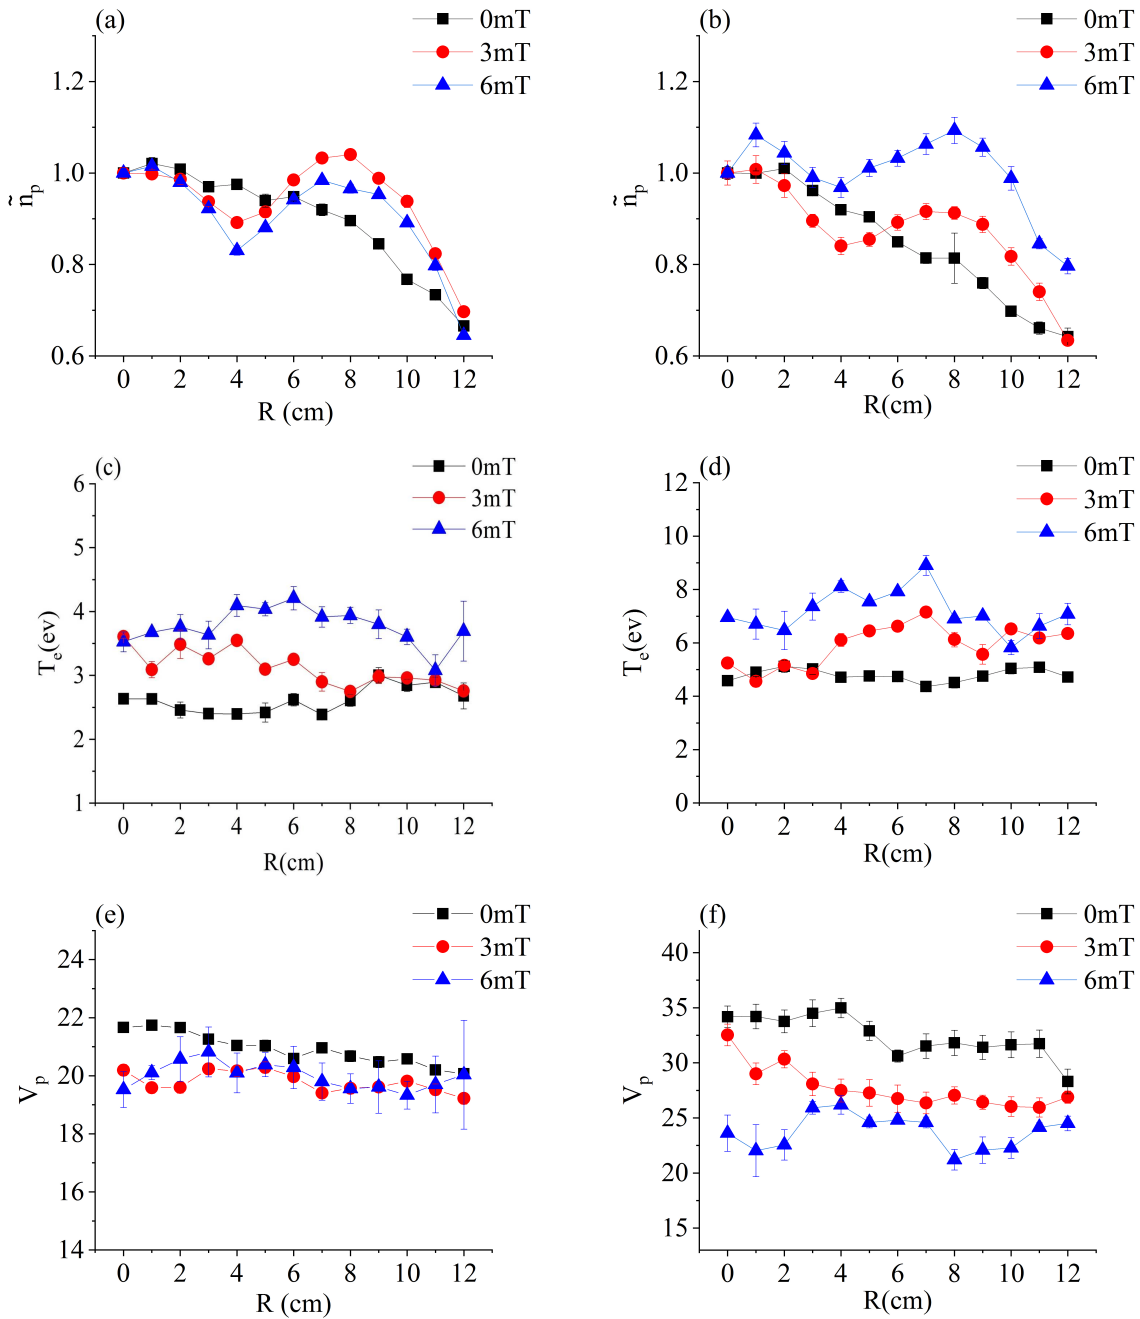 (a)
0mT
3mT
6mT
1.2
1.0
0.8
0.6
ñp
0 2 4 6 8 10 12
R (cm)
(b)
0mT
3mT
6mT
1.2
1.0
0.8
0.6
ñp
0 2 4 6 8 10 12
R(cm)
(c)
0mT
3mT
6mT
6
5
4
3
2
1
Te(ev)
0 2 4 6 8 10 12
R(cm)
(d)
0mT
3mT
6mT
12
10
8
6
4
2
0
Te(ev)
0 2 4 6 8 10 12
R(cm)
(e)
0mT
3mT
6mT
24
22
20
18
16
14
Vp
0 2 4 6 8 10 12
R (cm)
(f)
0mT
3mT
6mT
40
35
30
25
20
15
Vp
0 2 4 6 8 10 12
R(cm)